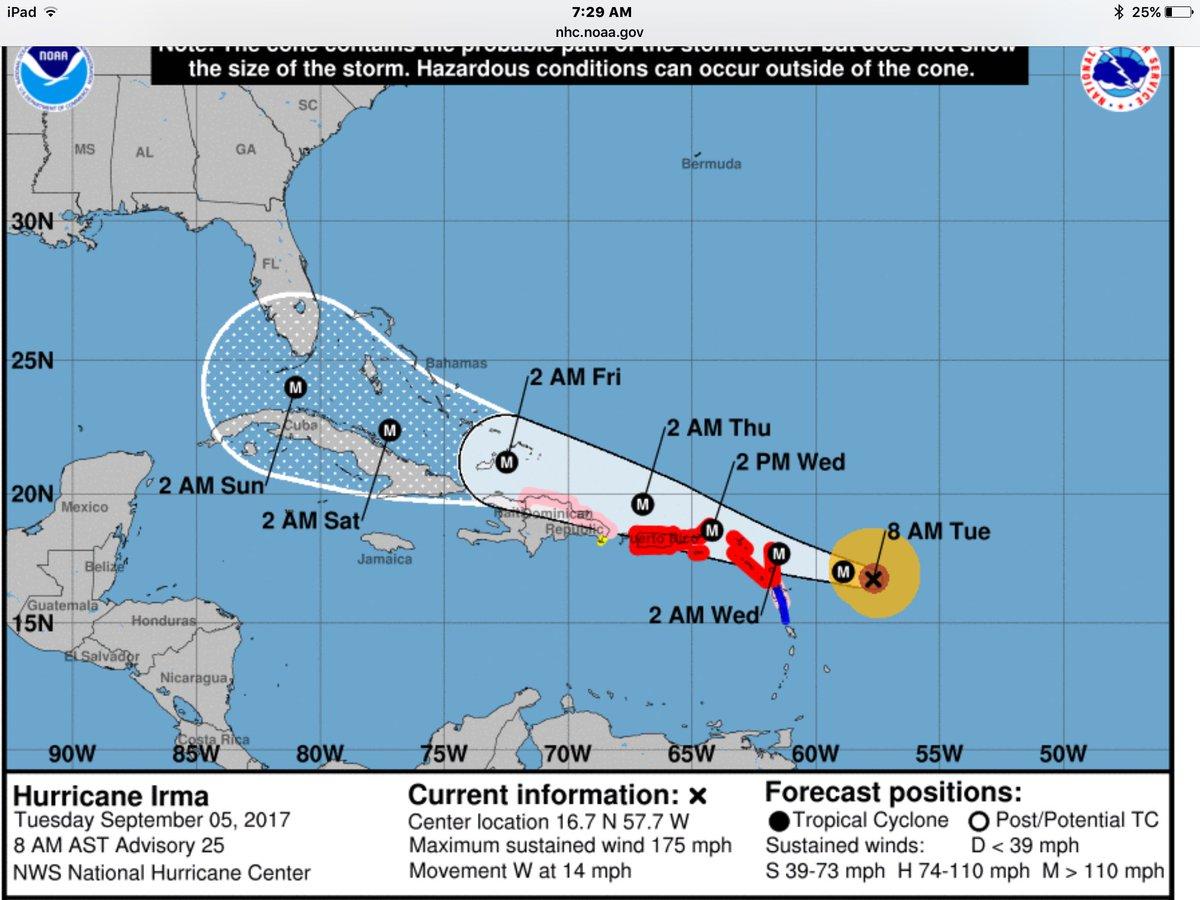 iPad
7:29 AM
25%
nhc.noaa.gov
Note: The cone contains the probable path of the storm center but does not show
the size of the storm. Hazardous conditions can occur outside of the cone.
NOAA
NATIONAL
SERVICE
SC
MS
AL
GA
Bermuda
30N
FL
25N
Bahamas
2 AM Fri
Cuba
2 AM Thu
2 PM Wed
2 AM Sun
20N
2 AM Sat
Mexico
Dominican
Republic
Puerto Rico
8 AM Tue
Jamaica
Belize
M
M
M
M
M
M
M
2 AM Wed
Guatemala
15N
Honduras
El Salvador
Nicaragua
Costa Rica
90W
85W
80W
75W
70W
65W
60W
55W
50W
Hurricane Irma
Tuesday September 05, 2017
8 AM AST Advisory 25
NWS National Hurricane Center
Current information: ×
Center location 16.7 N 57.7 W
Maximum sustained wind 175 mph
Movement W at 14 mph
Forecast positions:
Tropical Cyclone Post/Potential TC
Sustained winds: D < 39 mph
S 39-73 mph H 74-110 mph M > 110 mph